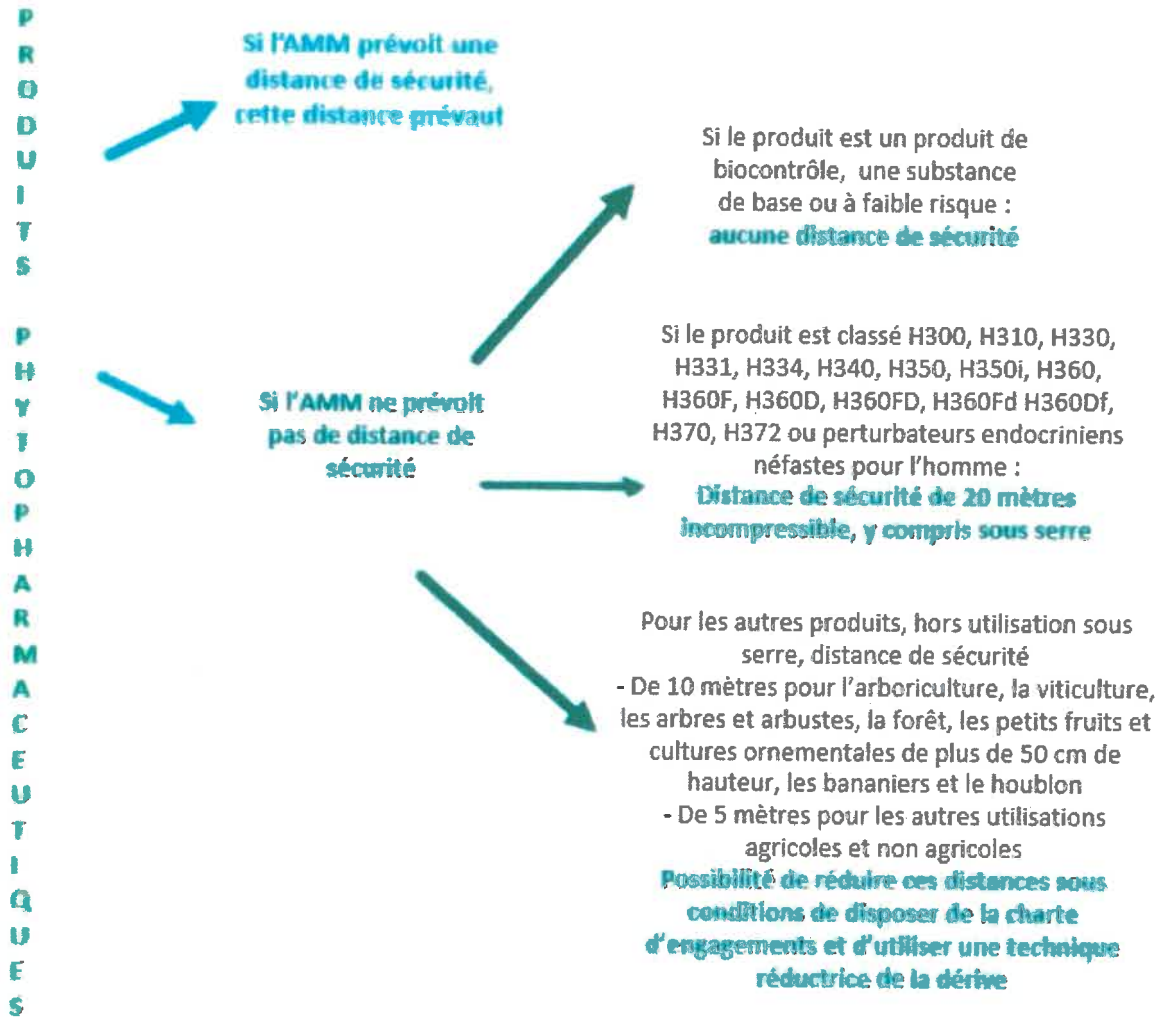 PRODUITS PHYTOPHARMACEUTIQUES
Si l'AMM prévoit une
distance de sécurité,
cette distance prévaut
Si l'AMM ne prévoit
pas de distance de
sécurité
Si le produit est un produit de
biocontrôle, une substance
de base ou à faible risque :
aucune distance de sécurité
Si le produit est classé H300, H310, H330,
H331, H334, H340, H350, H350i, H360,
H360F, H360D, H360FD, H360Fd H360Df,
H370, H372 ou perturbateurs endocriniens
néfastes pour l'homme :
Distance de sécurité de 20 mètres
incompressible, y compris sous serre
Pour les autres produits, hors utilisation sous
serre, distance de sécurité
- De 10 mètres pour l'arboriculture, la viticulture,
les arbres et arbustes, la forêt, les petits fruits et
cultures ornementales de plus de 50 cm de
hauteur, les bananiers et le houblon
- De 5 mètres pour les autres utilisations
agricoles et non agricoles
Possibilité de réduire ces distances sous
conditions de disposer de la charte
d'engagements et d'utiliser une technique
réductrice de la dérive